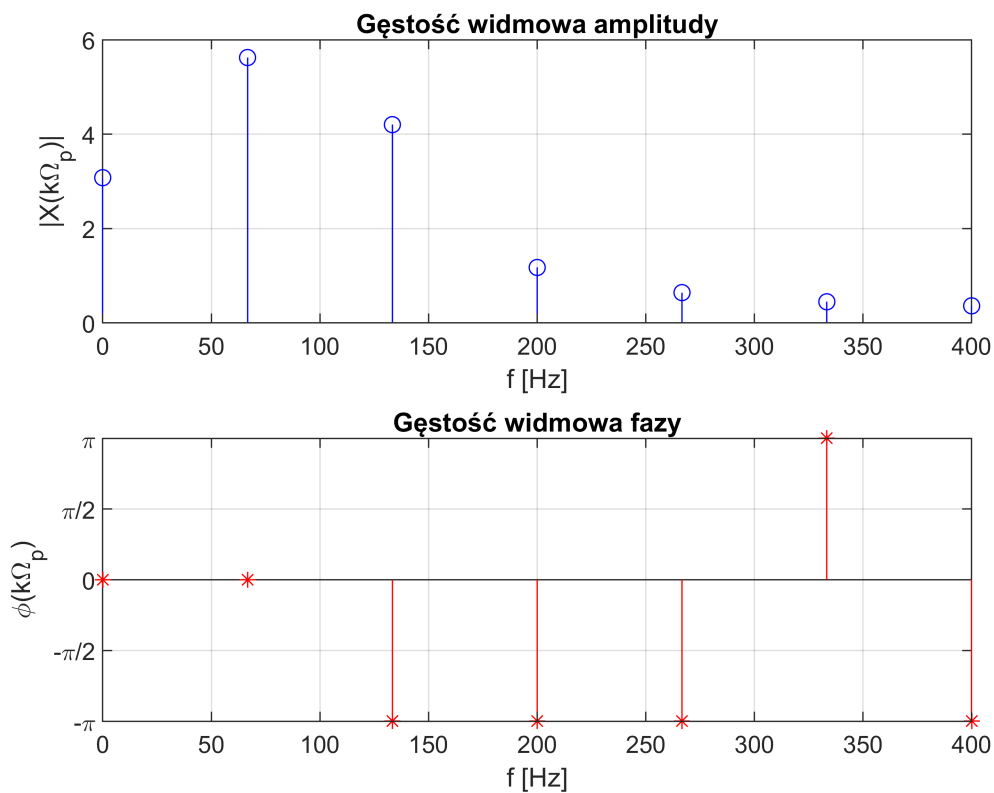 Gęstość widmowa amplitudy
6
4
2
0
|X(kΩp)|
0 50 100 150 200 250 300 350 400
f [Hz]
Gęstość widmowa fazy
π
π/2
0
-π/2
-π
ϕ(kΩp)
0 50 100 150 200 250 300 350 400
f [Hz]